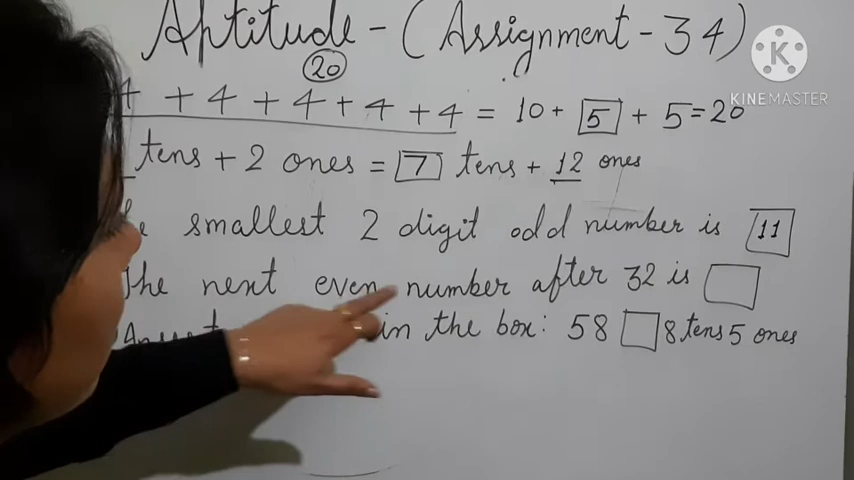 Aptitude - (Assignment - 34)
20
4 + 4 + 4 + 4 + 4 = 10 + 5 + 5 = 20
tens + 2 ones = 7 tens + 12 ones
smallest 2 digit odd number is 11
The next even number after 32 is
in the box: 58 8 tens 5 ones
KINEMASTER